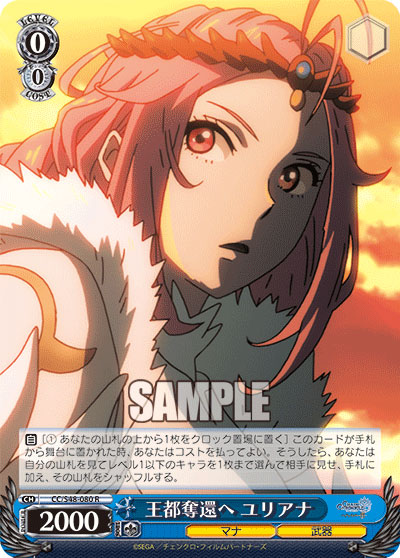 LEVEL
0
0
COST
SAMPLE
自 [① あなたの山札の上から1枚をクロック置場に置く] このカードが手札
から舞台に置かれた時、あなたはコストを払ってよい。そうしたら、あなたは
自分の山札を見てレベル1以下のキャラを1枚まで選んで相手に見せ、手札に
加え、その山札をシャッフルする。
CH CC/S48-080 R
POWER 2000
王都奪還へ ユリアナ
マナ 武器
©SEGA/チェンクロ・フィルムパートナーズ